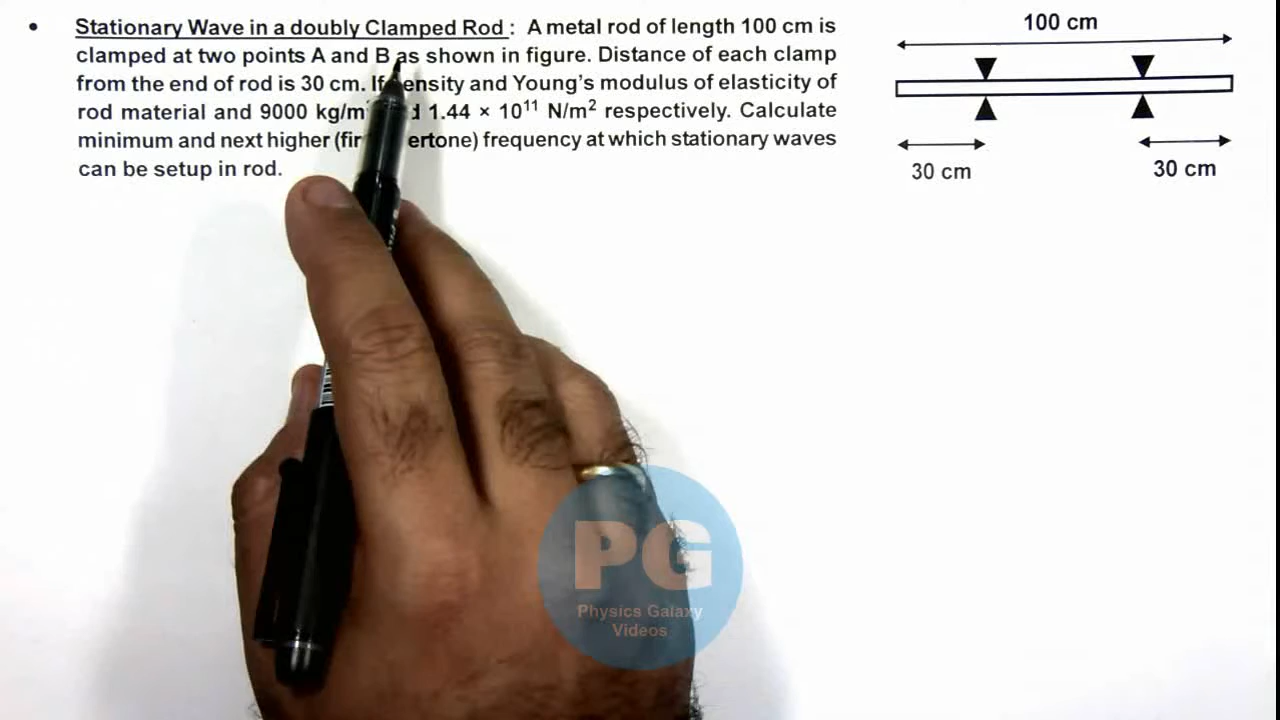 • Stationary Wave in a doubly Clamped Rod : A metal rod of length 100 cm is
clamped at two points A and B as shown in figure. Distance of each clamp
from the end of rod is 30 cm. If ensity and Young's modulus of elasticity of
rod material and 9000 kg/m 1.44 × 10¹¹ N/m² respectively. Calculate
minimum and next higher (fir ertone) frequency at which stationary waves
can be setup in rod.
100 cm
30 cm
30 cm
PG
Physics Galaxy
Videos